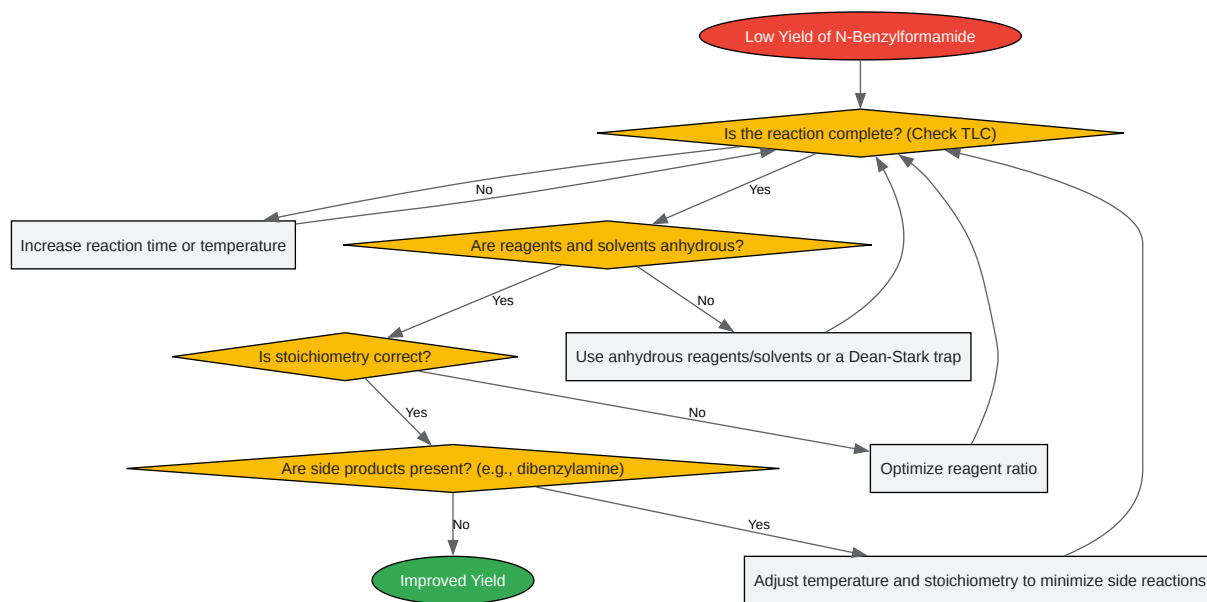 Low Yield of N-Benzylformamide
Is the reaction complete? (Check TLC)
No
Yes
Increase reaction time or temperature
Are reagents and solvents anhydrous?
Yes
No
Is stoichiometry correct?
Use anhydrous reagents/solvents or a Dean-Stark trap
Yes
No
Are side products present? (e.g., dibenzylamine)
Optimize reagent ratio
No
Yes
Improved Yield
Adjust temperature and stoichiometry to minimize side reactions